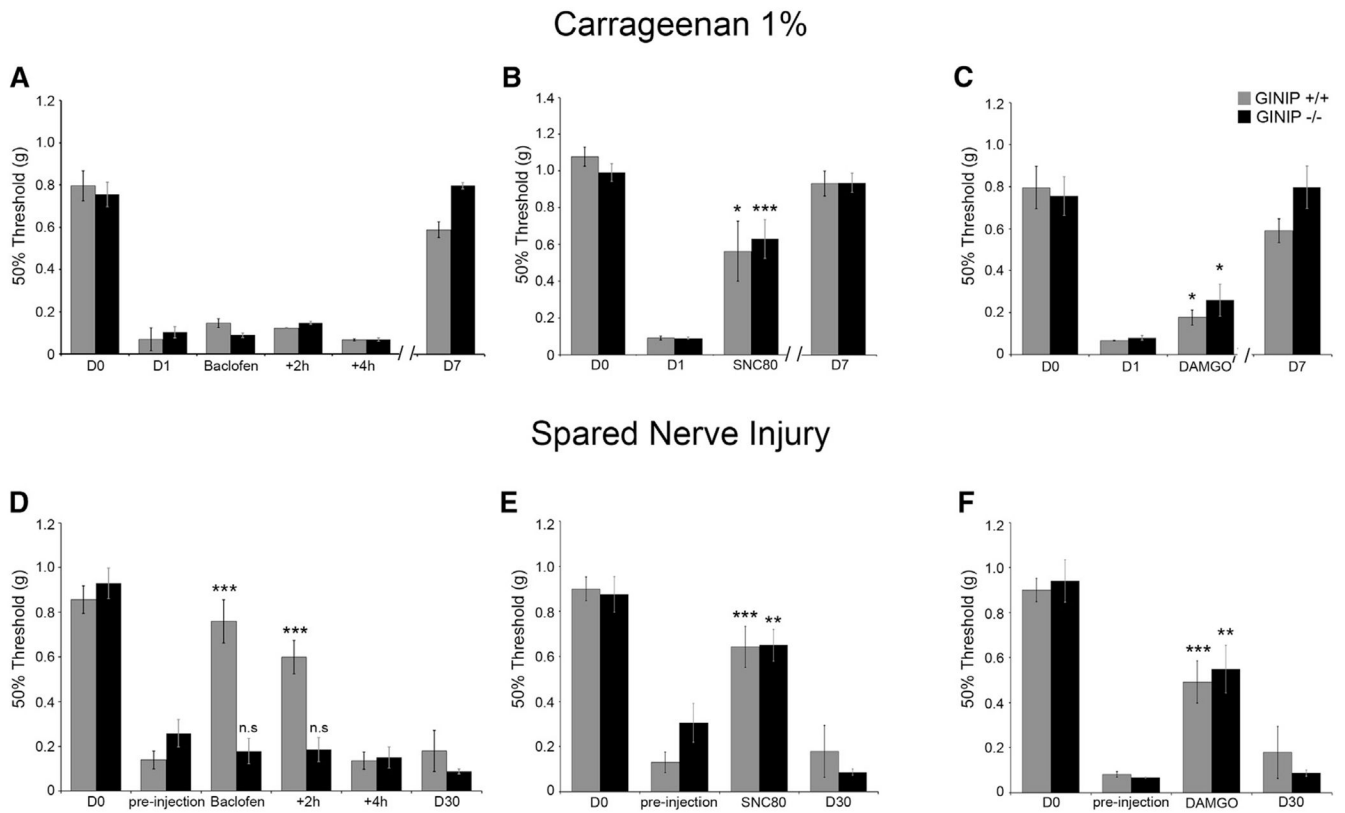 Carrageenan 1%
A
50% Threshold (g)
1.2
1.0
0.8
0.6
0.4
0.2
0
D0 D1 Baclofen +2h +4h // D7
B
50% Threshold (g)
1.4
1.2
1.0
0.8
0.6
0.4
0.2
0
* ***
D0 D1 SNC80 // D7
C
GINIP +/+
GINIP -/-
50% Threshold (g)
1.2
1.0
0.8
0.6
0.4
0.2
0
* *
D0 D1 DAMGO // D7
Spared Nerve Injury
D
50% Threshold (g)
1.2
1.0
0.8
0.6
0.4
0.2
0
*** ***
n.s n.s
D0 pre-injection Baclofen +2h +4h D30
E
50% Threshold (g)
1.2
1.0
0.8
0.6
0.4
0.2
0
*** **
D0 pre-injection SNC80 D30
F
50% Threshold (g)
1.2
1.0
0.8
0.6
0.4
0.2
0
*** **
D0 pre-injection DAMGO D30